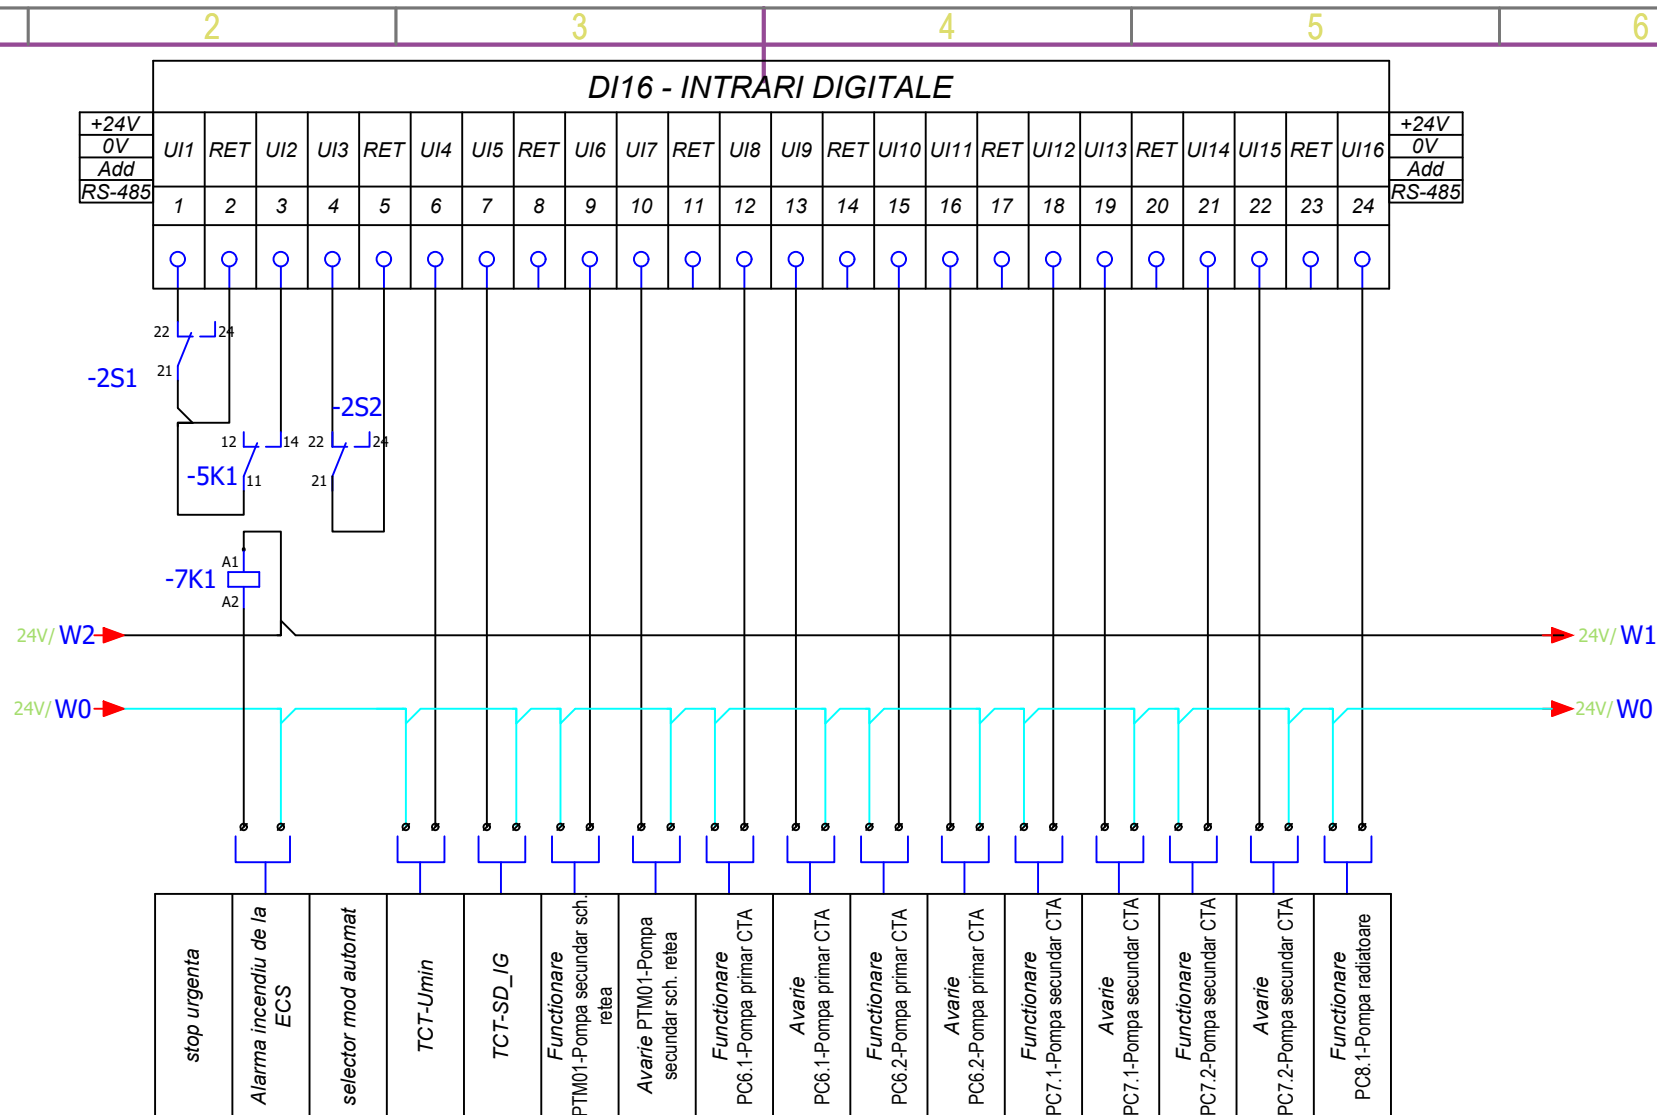 2 3 4 5 6
DI16 - INTRARI DIGITALE
+24V
0V
Add
RS-485
UI1 RET UI2 UI3 RET UI4 UI5 RET UI6 UI7 RET UI8 UI9 RET UI10 UI11 RET UI12 UI13 RET UI14 UI15 RET UI16
1 2 3 4 5 6 7 8 9 10 11 12 13 14 15 16 17 18 19 20 21 22 23 24
+24V
0V
Add
RS-485
22 24
21
-2S1
-2S2
12 14
11
-5K1
22 24
21
A1
-7K1
A2
24V/ W2
24V/ W1
24V/ W0
24V/ W0
stop urgenta
Alarma incendiu de la
ECS
selector mod automat
TCT-Umin
TCT-SD_IG
Functionare
PTM01-Pompa secundar sch.
retea
Avarie PTM01-Pompa
secundar sch. retea
Functionare
PC6.1-Pompa primar CTA
Avarie
PC6.1-Pompa primar CTA
Functionare
PC6.2-Pompa primar CTA
Avarie
PC6.2-Pompa primar CTA
Functionare
PC7.1-Pompa secundar CTA
Avarie
PC7.1-Pompa secundar CTA
Functionare
PC7.2-Pompa secundar CTA
Avarie
PC7.2-Pompa secundar CTA
Functionare
PC8.1-Pompa radiatoare